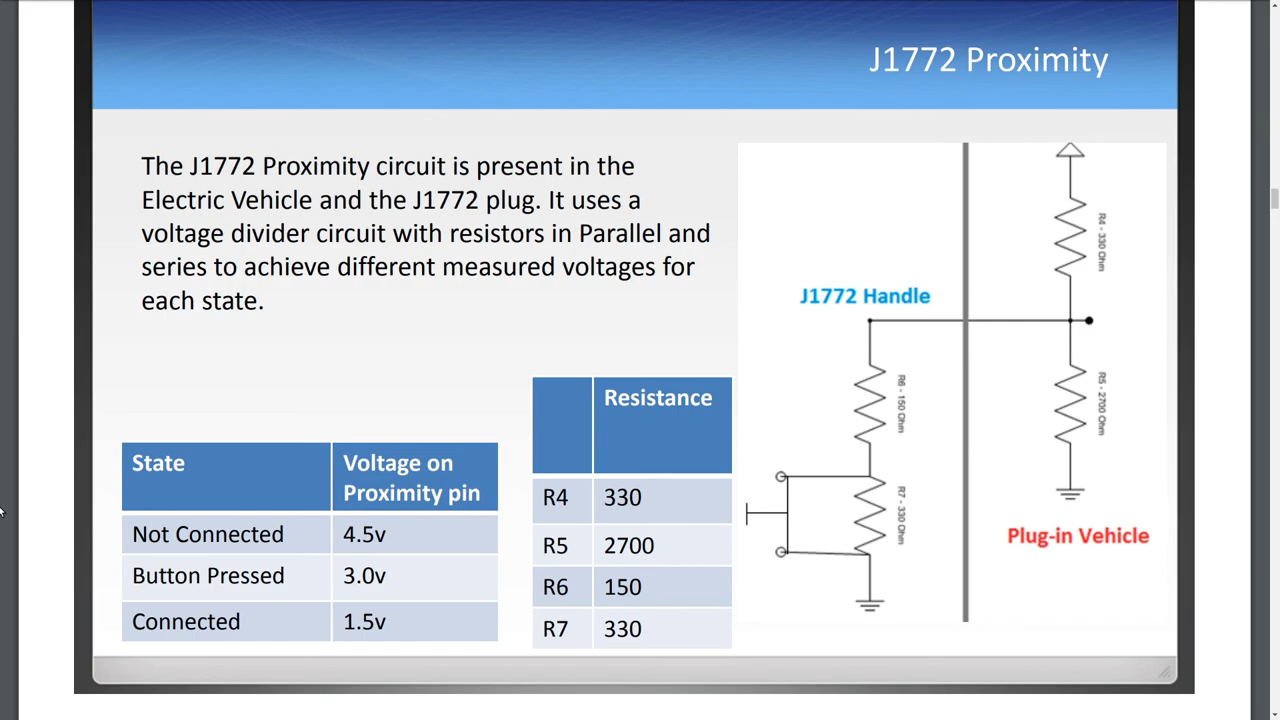 J1772 Proximity
The J1772 Proximity circuit is present in the
Electric Vehicle and the J1772 plug. It uses a
voltage divider circuit with resistors in Parallel and
series to achieve different measured voltages for
each state.
State Voltage on
Proximity pin
Not Connected 4.5v
Button Pressed 3.0v
Connected 1.5v
Resistance
R4 330
R5 2700
R6 150
R7 330
J1772 Handle
R4 - 330 Ohm
R6 - 150 Ohm
R5 - 2700 Ohm
R7 - 330 Ohm
Plug-in Vehicle